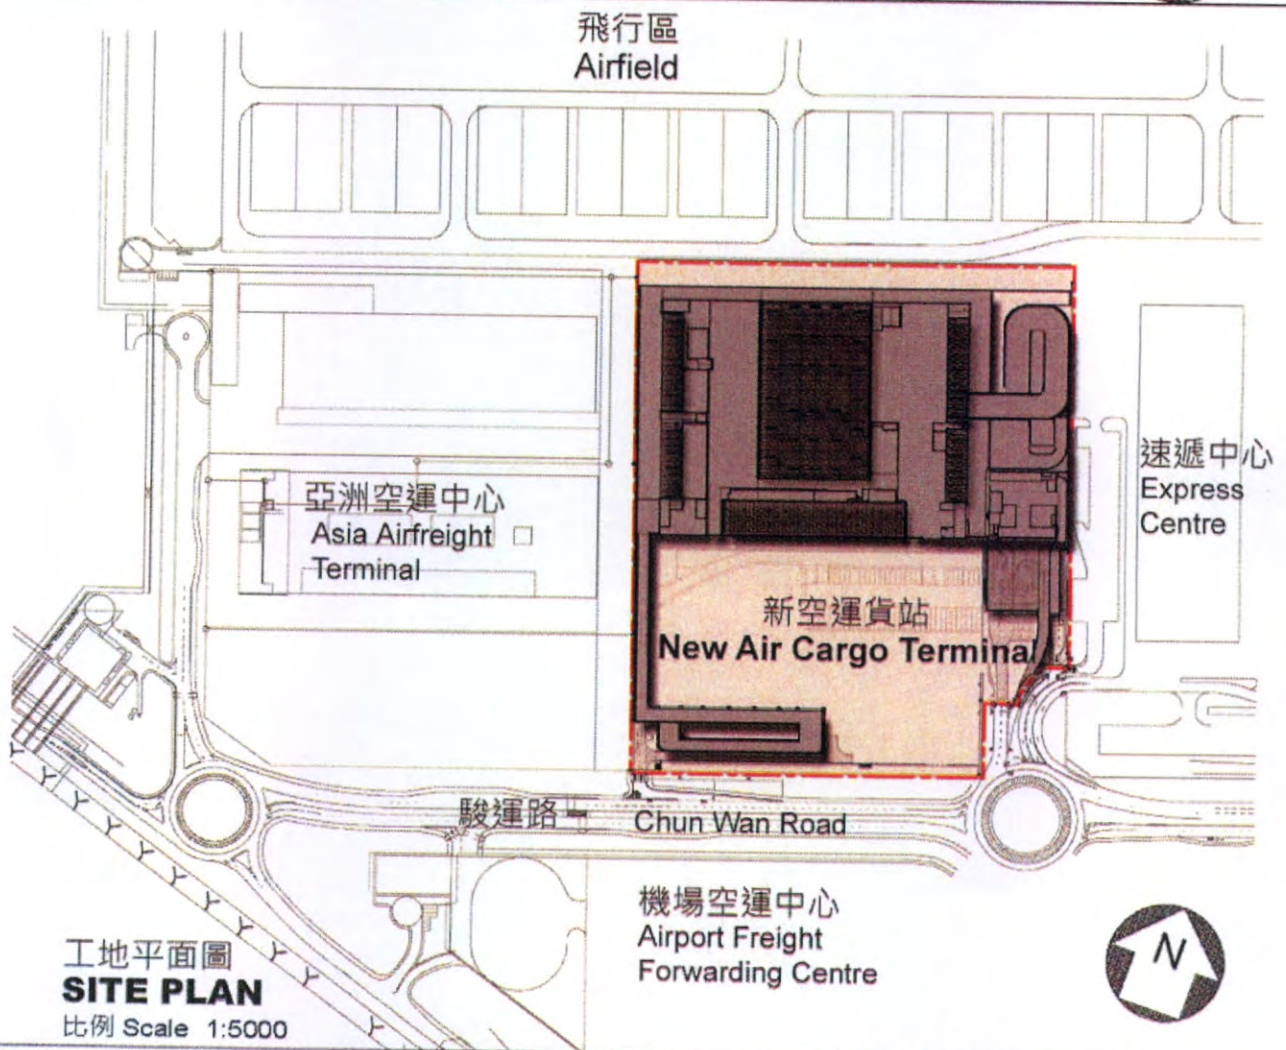 飛行區
Airfield
速遞中心
Express
Centre
亞洲空運中心
Asia Airfreight
Terminal
新空運貨站
New Air Cargo Terminal
駿運路
Chun Wan Road
機場空運中心
Airport Freight
Forwarding Centre
N
工地平面圖
SITE PLAN
比例 Scale 1:5000